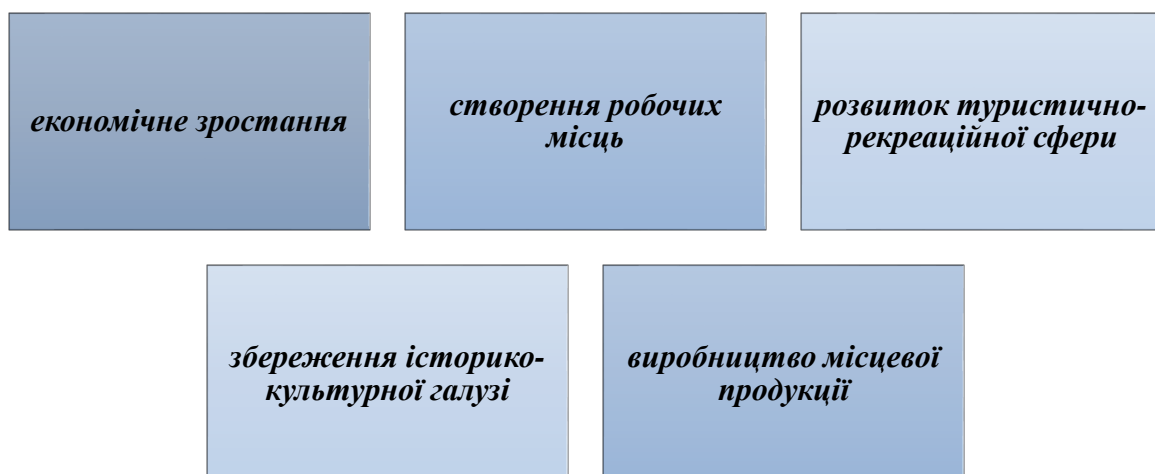 економічне зростання
створення робочих
місць
розвиток туристично-
рекреаційної сфери
збереження історико-
культурної галузі
виробництво місцевої
продукції